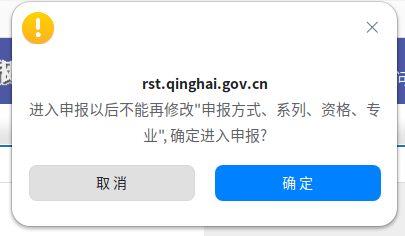 rst.qinghai.gov.cn
进入申报以后不能再修改"申报方式、系列、资格、专
业", 确定进入申报?
取消
确定